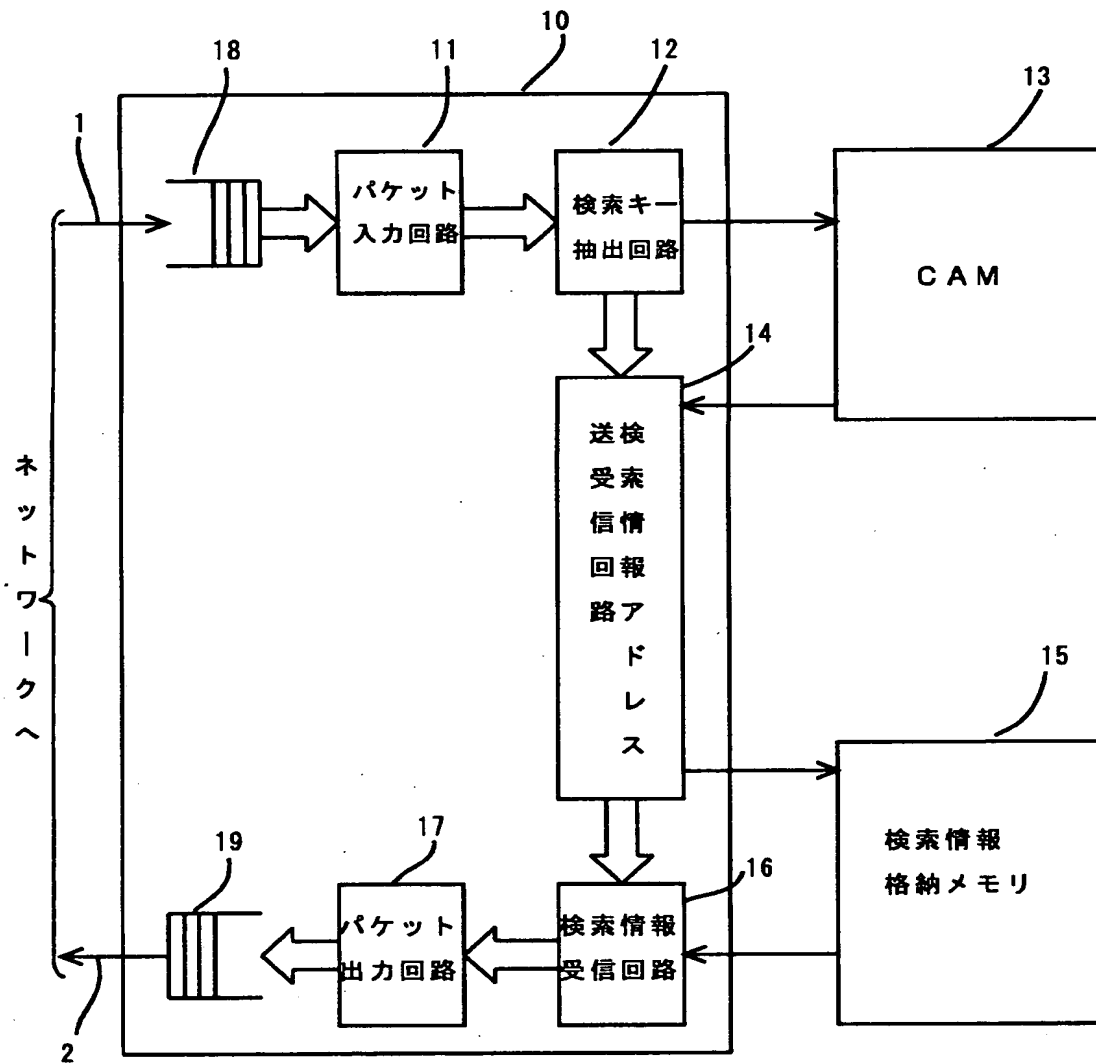 10
18
11
12
13
1
パケット
入力回路
検索キー
抽出回路
CAM
14
検索情報アドレス
送受信回路
ネットワークへ
15
検索情報
格納メモリ
19
17
16
パケット
出力回路
検索情報
受信回路
2